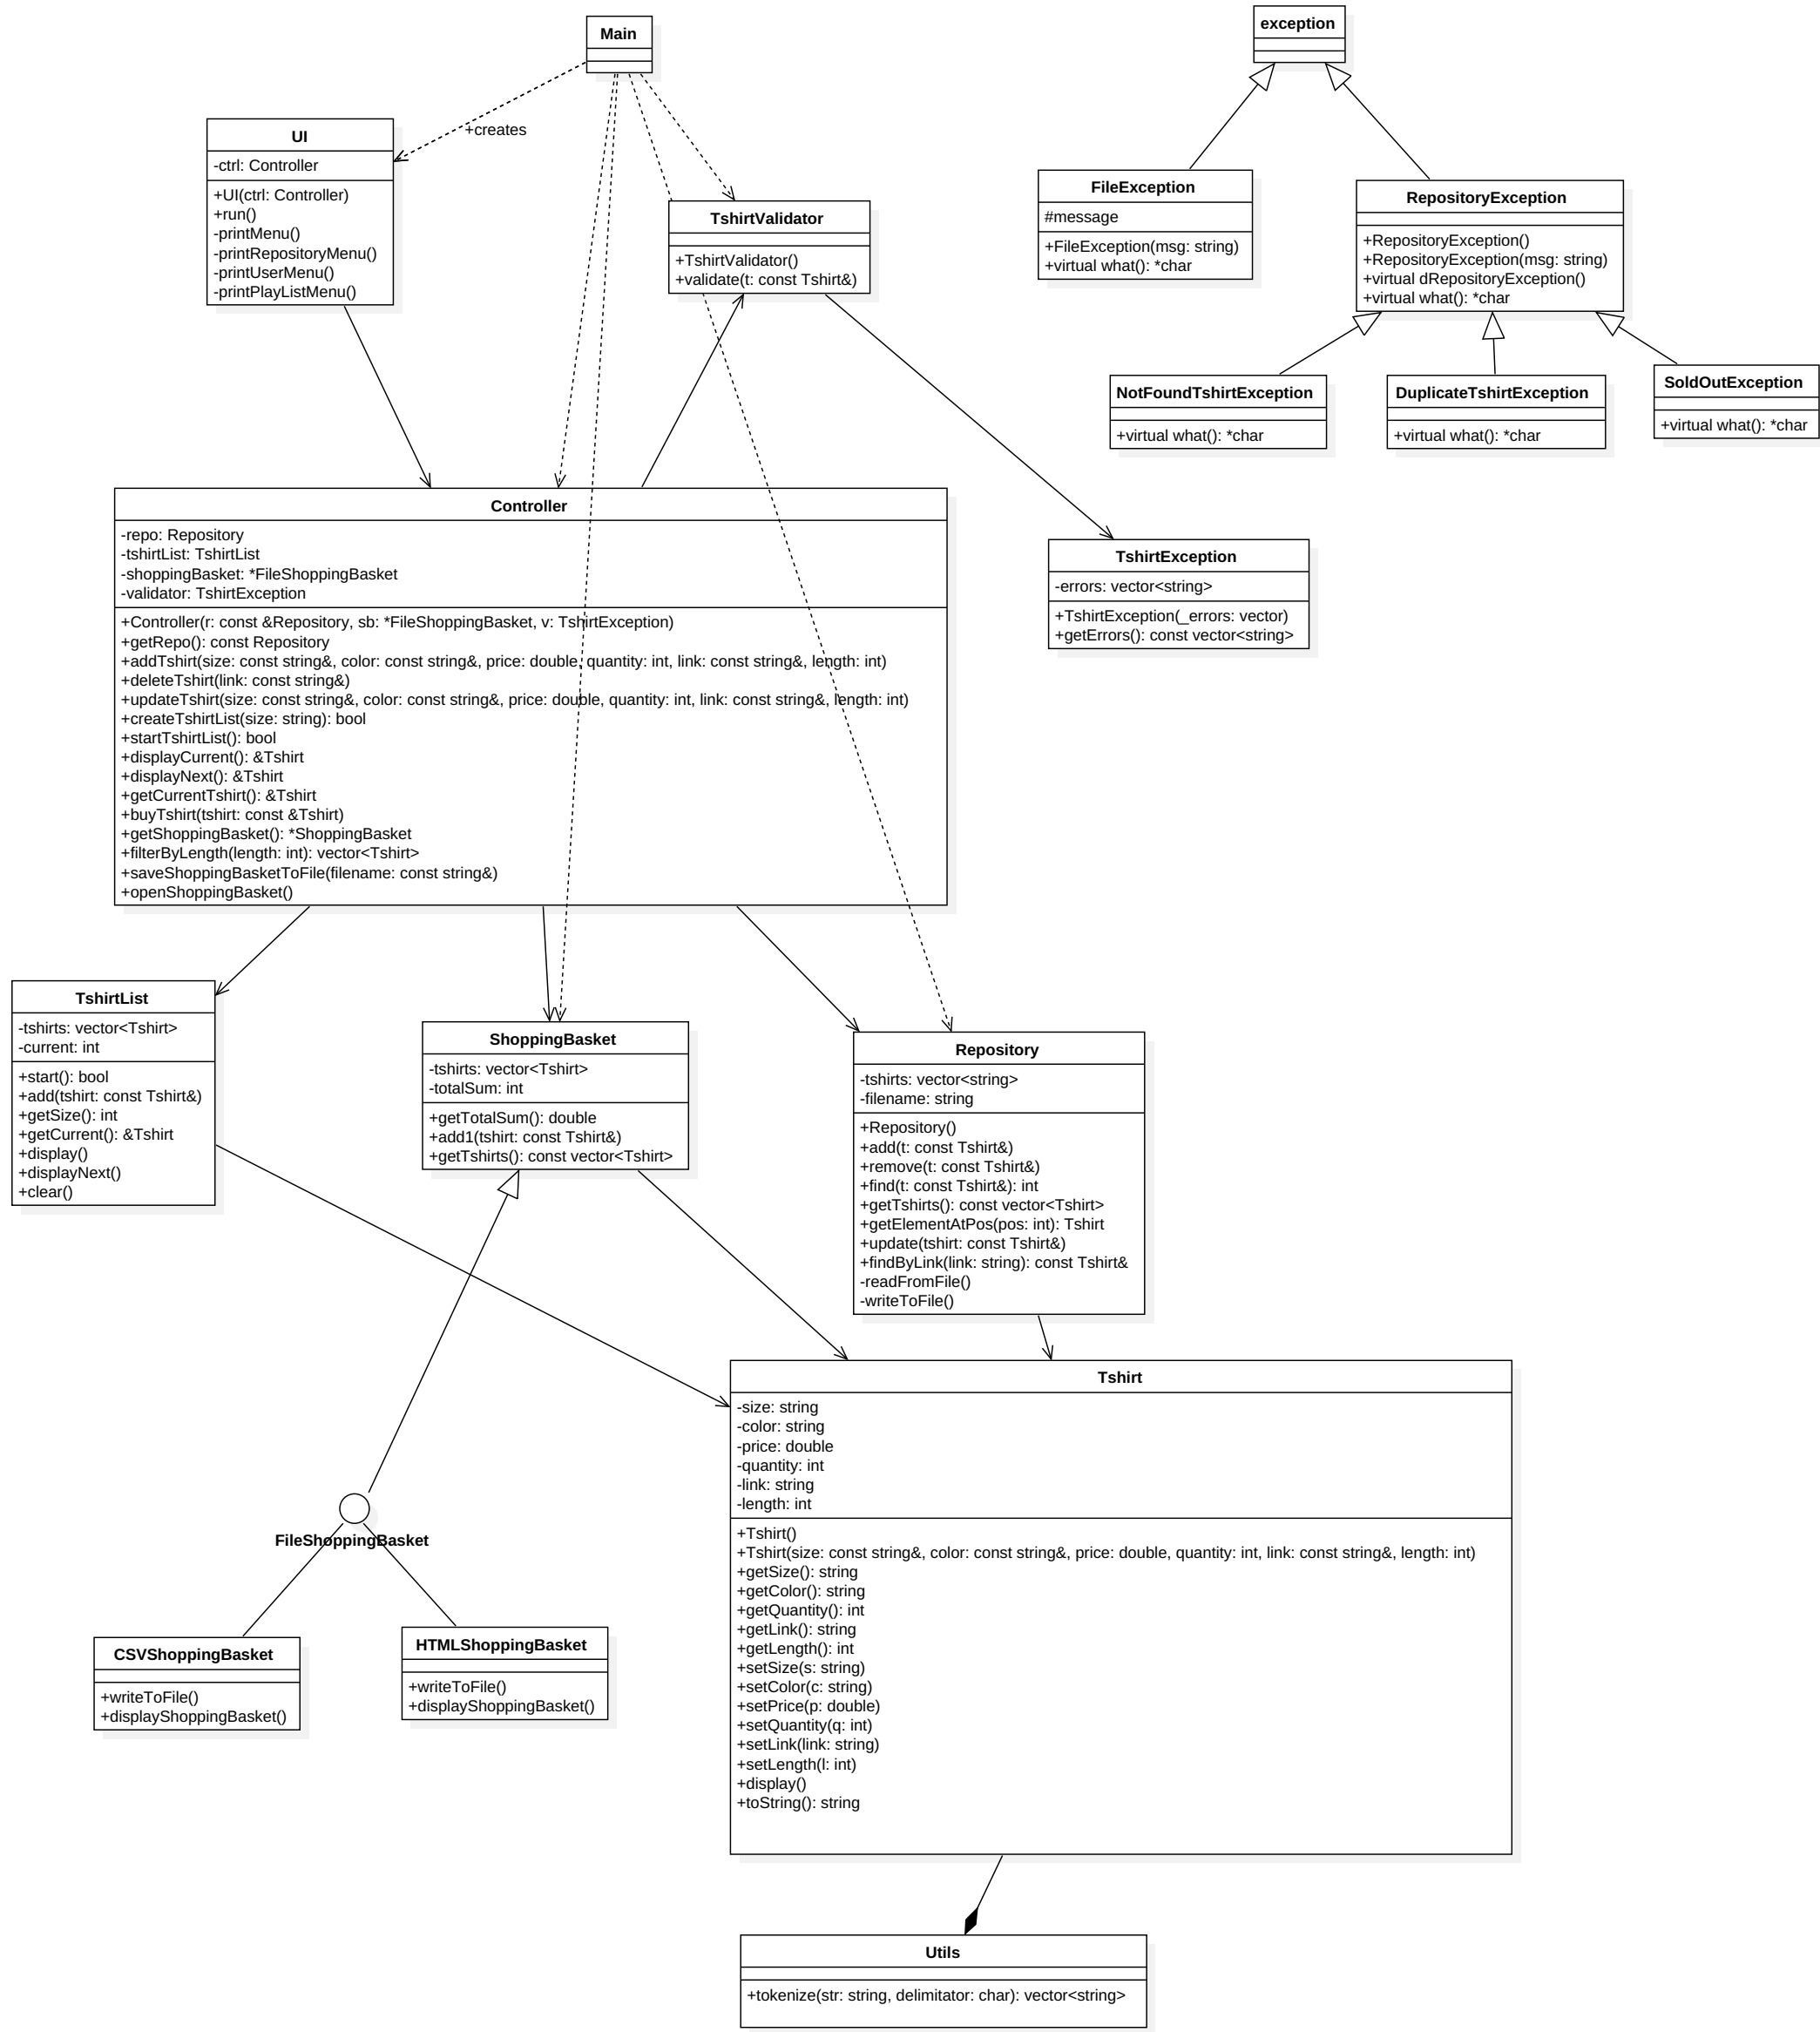 Main
exception
+creates
UI
-ctrl: Controller
+UI(ctrl: Controller)
+run()
-printMenu()
-printRepositoryMenu()
-printUserMenu()
-printPlayListMenu()
TshirtValidator
+TshirtValidator()
+validate(t: const Tshirt&)
FileException
#message
+FileException(msg: string)
+virtual what(): *char
RepositoryException
+RepositoryException()
+RepositoryException(msg: string)
+virtual dRepositoryException()
+virtual what(): *char
NotFoundTshirtException
+virtual what(): *char
DuplicateTshirtException
+virtual what(): *char
SoldOutException
+virtual what(): *char
Controller
-repo: Repository
-tshirtList: TshirtList
-shoppingBasket: *FileShoppingBasket
-validator: TshirtException
+Controller(r: const &Repository, sb: *FileShoppingBasket, v: TshirtException)
+getRepo(): const Repository
+addTshirt(size: const string&, color: const string&, price: double, quantity: int, link: const string&, length: int)
+deleteTshirt(link: const string&)
+updateTshirt(size: const string&, color: const string&, price: double, quantity: int, link: const string&, length: int)
+createTshirtList(size: string): bool
+startTshirtList(): bool
+displayCurrent(): &Tshirt
+displayNext(): &Tshirt
+getCurrentTshirt(): &Tshirt
+buyTshirt(tshirt: const &Tshirt)
+getShoppingBasket(): *ShoppingBasket
+filterByLength(length: int): vector<Tshirt>
+saveShoppingBasketToFile(filename: const string&)
+openShoppingBasket()
TshirtException
-errors: vector<string>
+TshirtException(_errors: vector)
+getErrors(): const vector<string>
TshirtList
-tshirts: vector<Tshirt>
-current: int
+start(): bool
+add(tshirt: const Tshirt&)
+getSize(): int
+getCurrent(): &Tshirt
+display()
+displayNext()
+clear()
ShoppingBasket
-tshirts: vector<Tshirt>
-totalSum: int
+getTotalSum(): double
+add1(tshirt: const Tshirt&)
+getTshirts(): const vector<Tshirt>
Repository
-tshirts: vector<string>
-filename: string
+Repository()
+add(t: const Tshirt&)
+remove(t: const Tshirt&)
+find(t: const Tshirt&): int
+getTshirts(): const vector<Tshirt>
+getElementAtPos(pos: int): Tshirt
+update(tshirt: const Tshirt&)
+findByLink(link: string): const Tshirt&
-readFromFile()
-writeToFile()
Tshirt
-size: string
-color: string
-price: double
-quantity: int
-link: string
-length: int
+Tshirt()
+Tshirt(size: const string&, color: const string&, price: double, quantity: int, link: const string&, length: int)
+getSize(): string
+getColor(): string
+getQuantity(): int
+getLink(): string
+getLength(): int
+setSize(s: string)
+setColor(c: string)
+setPrice(p: double)
+setQuantity(q: int)
+setLink(link: string)
+setLength(l: int)
+display()
+toString(): string
FileShoppingBasket
CSVShoppingBasket
+writeToFile()
+displayShoppingBasket()
HTMLShoppingBasket
+writeToFile()
+displayShoppingBasket()
Utils
+tokenize(str: string, delimitator: char): vector<string>